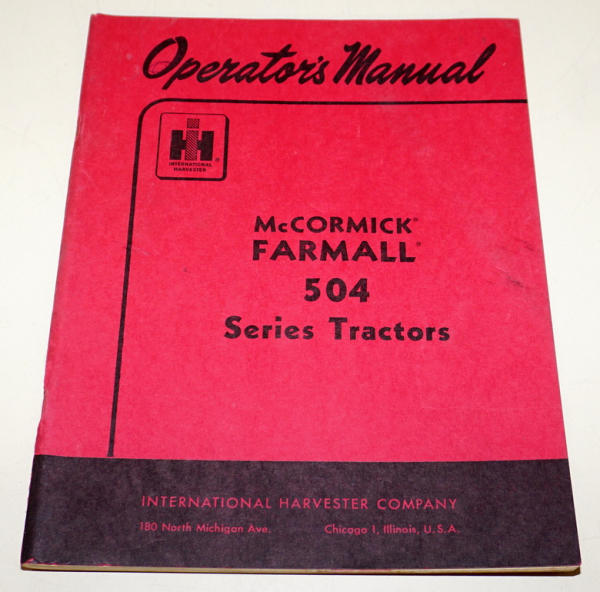 Operator's Manual
IH
®
INTERNATIONAL
HARVESTER
McCORMICK®
FARMALL®
504
Series Tractors
INTERNATIONAL HARVESTER COMPANY
180 North Michigan Ave. Chicago 1, Illinois, U.S.A.